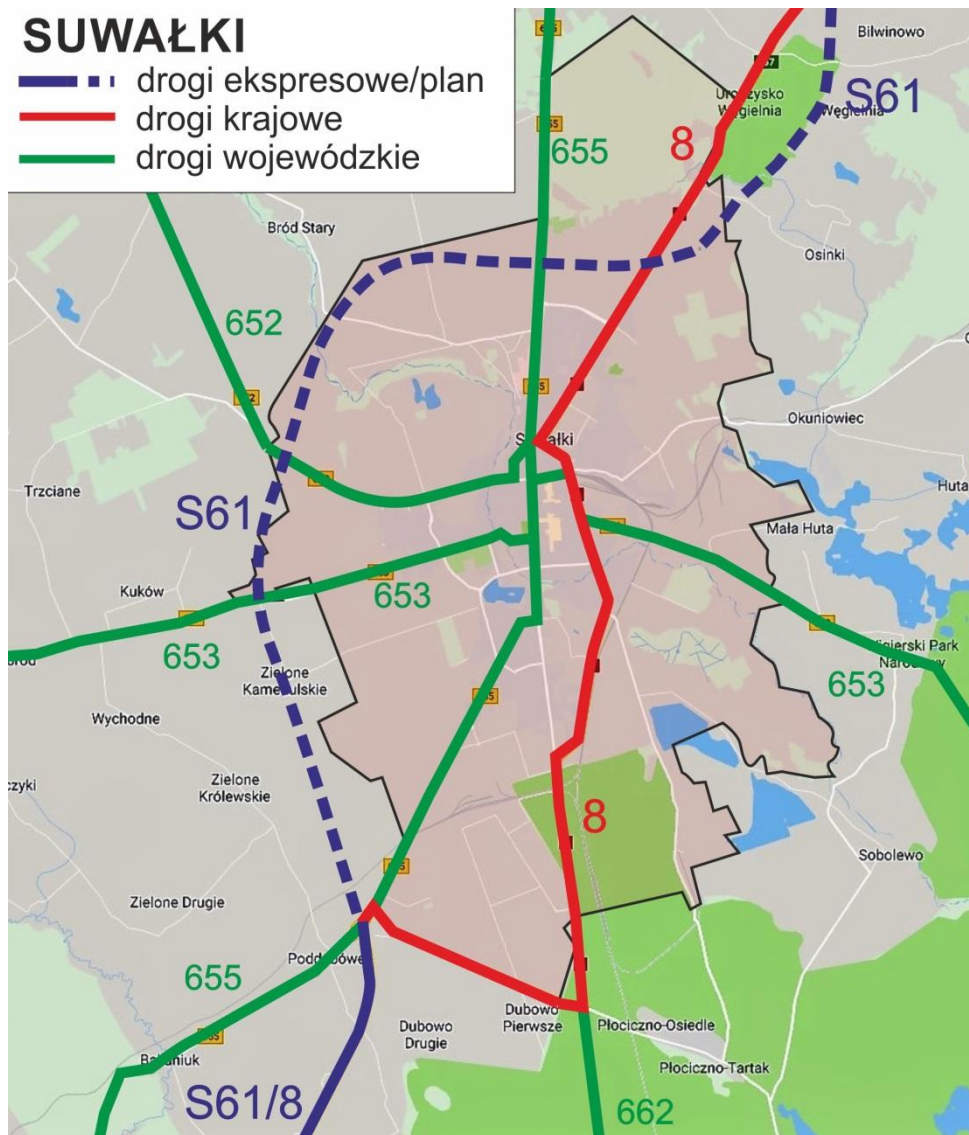 SUWAŁKI
drogi ekspresowe/plan
drogi krajowe
drogi wojewódzkie
Bilwinowo
S61
Węgielnia
8
655
Bród Stary
Osinki
652
Okuniowiec
Trzciane
S61
Huta
Mała Huta
Kuków
653
653
Zielone
Kamedulskie
653
Wychodne
Zielone
Królewskie
8
Sobolewo
Zielone Drugie
655
Dubowo
Pierwsze
Dubowo
Drugie
Płociczno-Osiedle
Płociczno-Tartak
S61/8
662